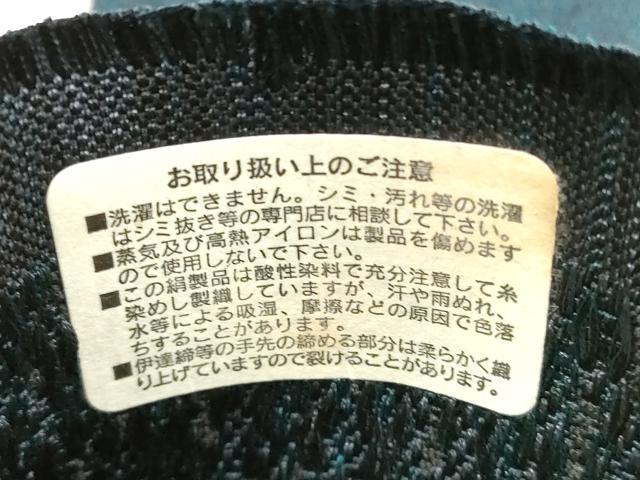 お取り扱い上のご注意
■洗濯はできません。シミ・汚れ等の洗濯
はシミ抜き等の専門店に相談して下さい。
■蒸気及び高熱アイロンは製品を傷めます
ので使用しないで下さい。
■この絹製品は酸性染料で充分注意して糸
染めし製織していますが、汗や雨ぬれ、
水等による吸湿、摩擦などの原因で色落
ちすることがあります。
■伊達締等の手先の締める部分は柔らかく織
り上げていますので裂けることがあります。